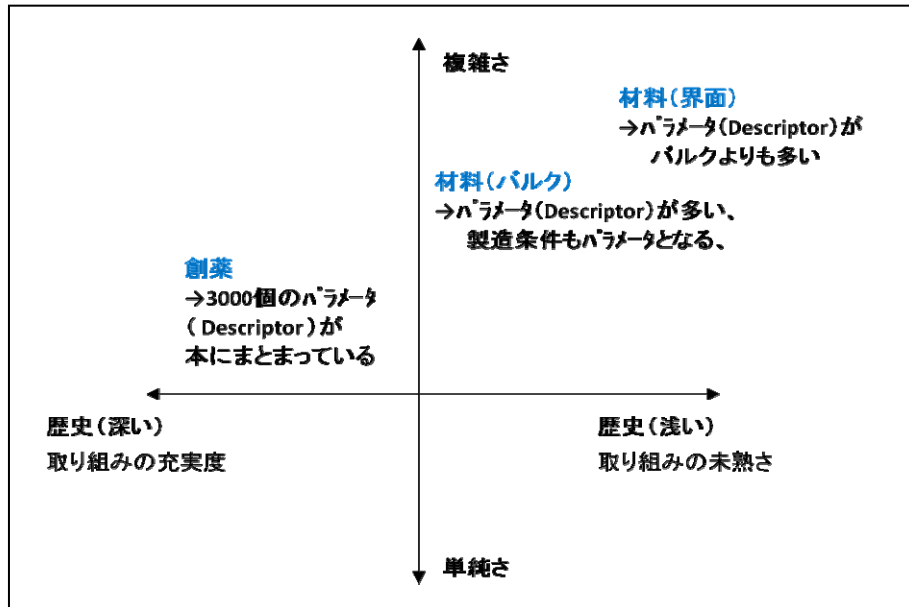 複雑さ
材料(界面)
→パラメータ(Descriptor)が
バルクよりも多い
材料(バルク)
→パラメータ(Descriptor)が多い、
製造条件もパラメータとなる、
創薬
→3000個のパラメータ
(Descriptor)が
本にまとまっている
歴史(深い)
取り組みの充実度
歴史(浅い)
取り組みの未熟さ
単純さ